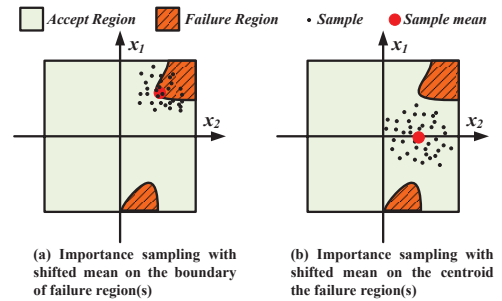 Accept Region Failure Region Sample Sample mean
x1 x1
x2 x2
(a) Importance sampling with
shifted mean on the boundary
of failure region(s)
(b) Importance sampling with
shifted mean on the centroid
the failure region(s)